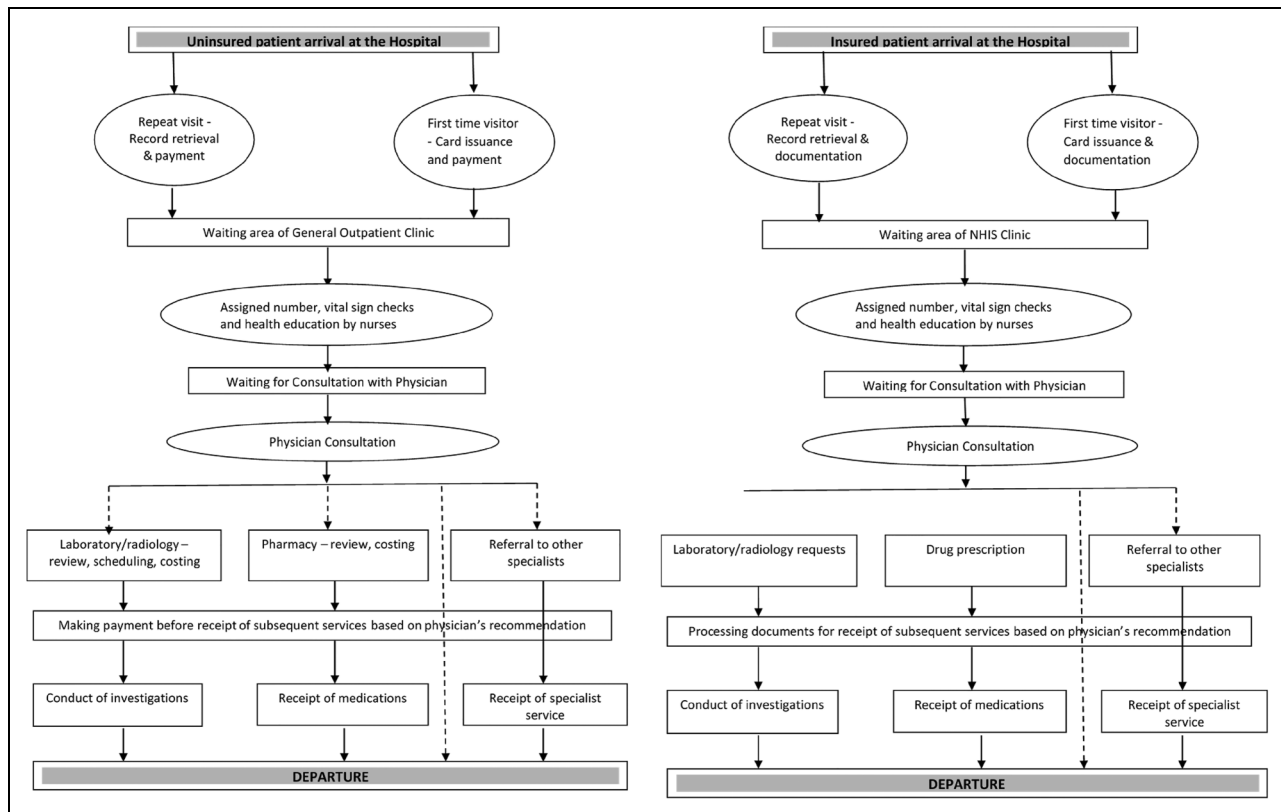 Uninsured patient arrival at the Hospital
Repeat visit -
Record retrieval
& payment
First time visitor
- Card issuance
and payment
Waiting area of General Outpatient Clinic
Assigned number, vital sign checks
and health education by nurses
Waiting for Consultation with Physician
Physician Consultation
Laboratory/radiology –
review, scheduling, costing
Pharmacy – review, costing
Referral to other
specialists
Making payment before receipt of subsequent services based on physician's recommendation
Conduct of investigations
Receipt of medications
Receipt of specialist
service
DEPARTURE
Insured patient arrival at the Hospital
Repeat visit -
Record retrieval &
documentation
First time visitor -
Card issuance &
documentation
Waiting area of NHIS Clinic
Assigned number, vital sign checks
and health education by nurses
Waiting for Consultation with Physician
Physician Consultation
Laboratory/radiology requests
Drug prescription
Referral to other
specialists
Processing documents for receipt of subsequent services based on physician's recommendation
Conduct of investigations
Receipt of medications
Receipt of specialist
service
DEPARTURE